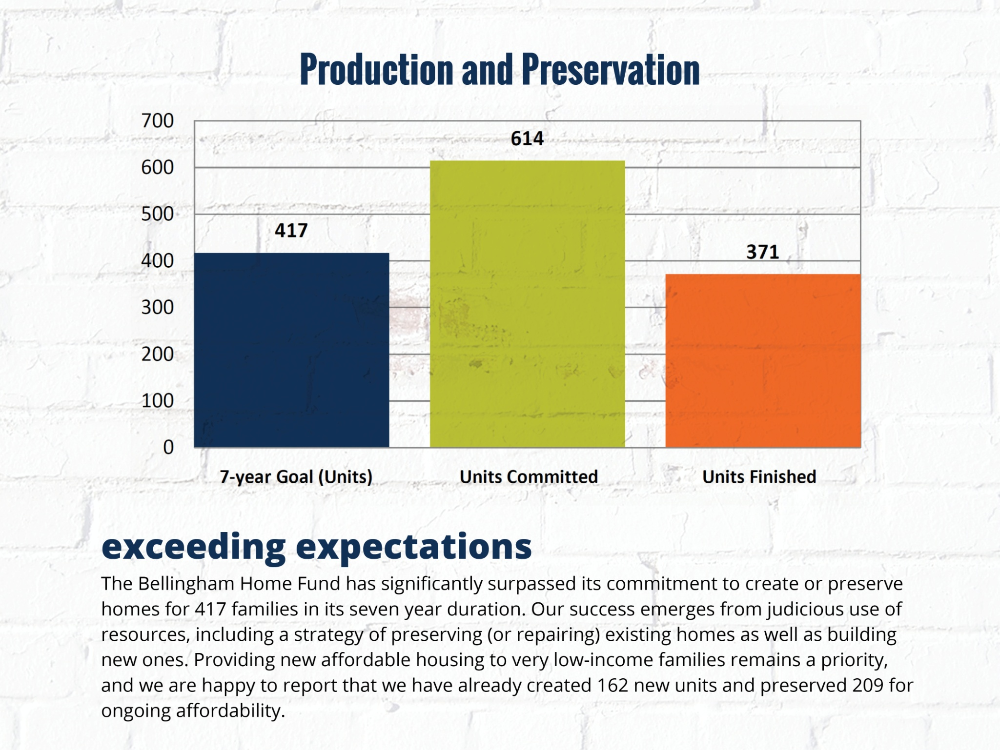 Production and Preservation
700
614
600
500
417
371
400
300
200
100
0
7-year Goal (Units)
Units Committed
Units Finished
exceeding expectations
The Bellingham Home Fund has significantly surpassed its commitment to create or preserve
homes for 417 families in its seven year duration. Our success emerges from judicious use of
resources, including a strategy of preserving (or repairing) existing homes as well as building
new ones. Providing new affordable housing to very low-income families remains a priority,
and we are happy to report that we have already created 162 new units and preserved 209 for
ongoing affordability.